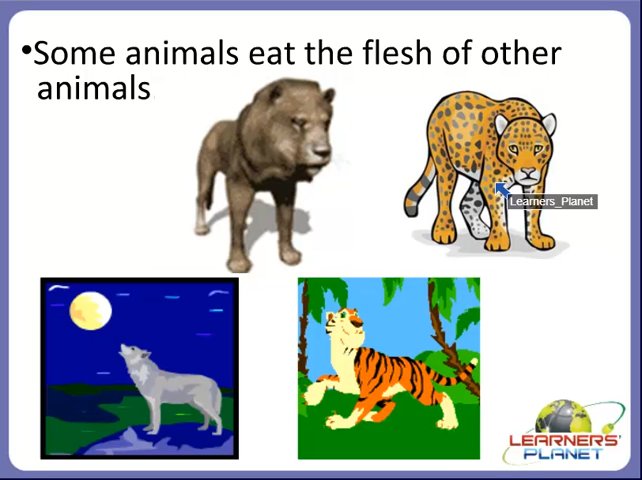 •Some animals eat the flesh of other
animals
Learners_Planet
LEARNERS'
PLANET